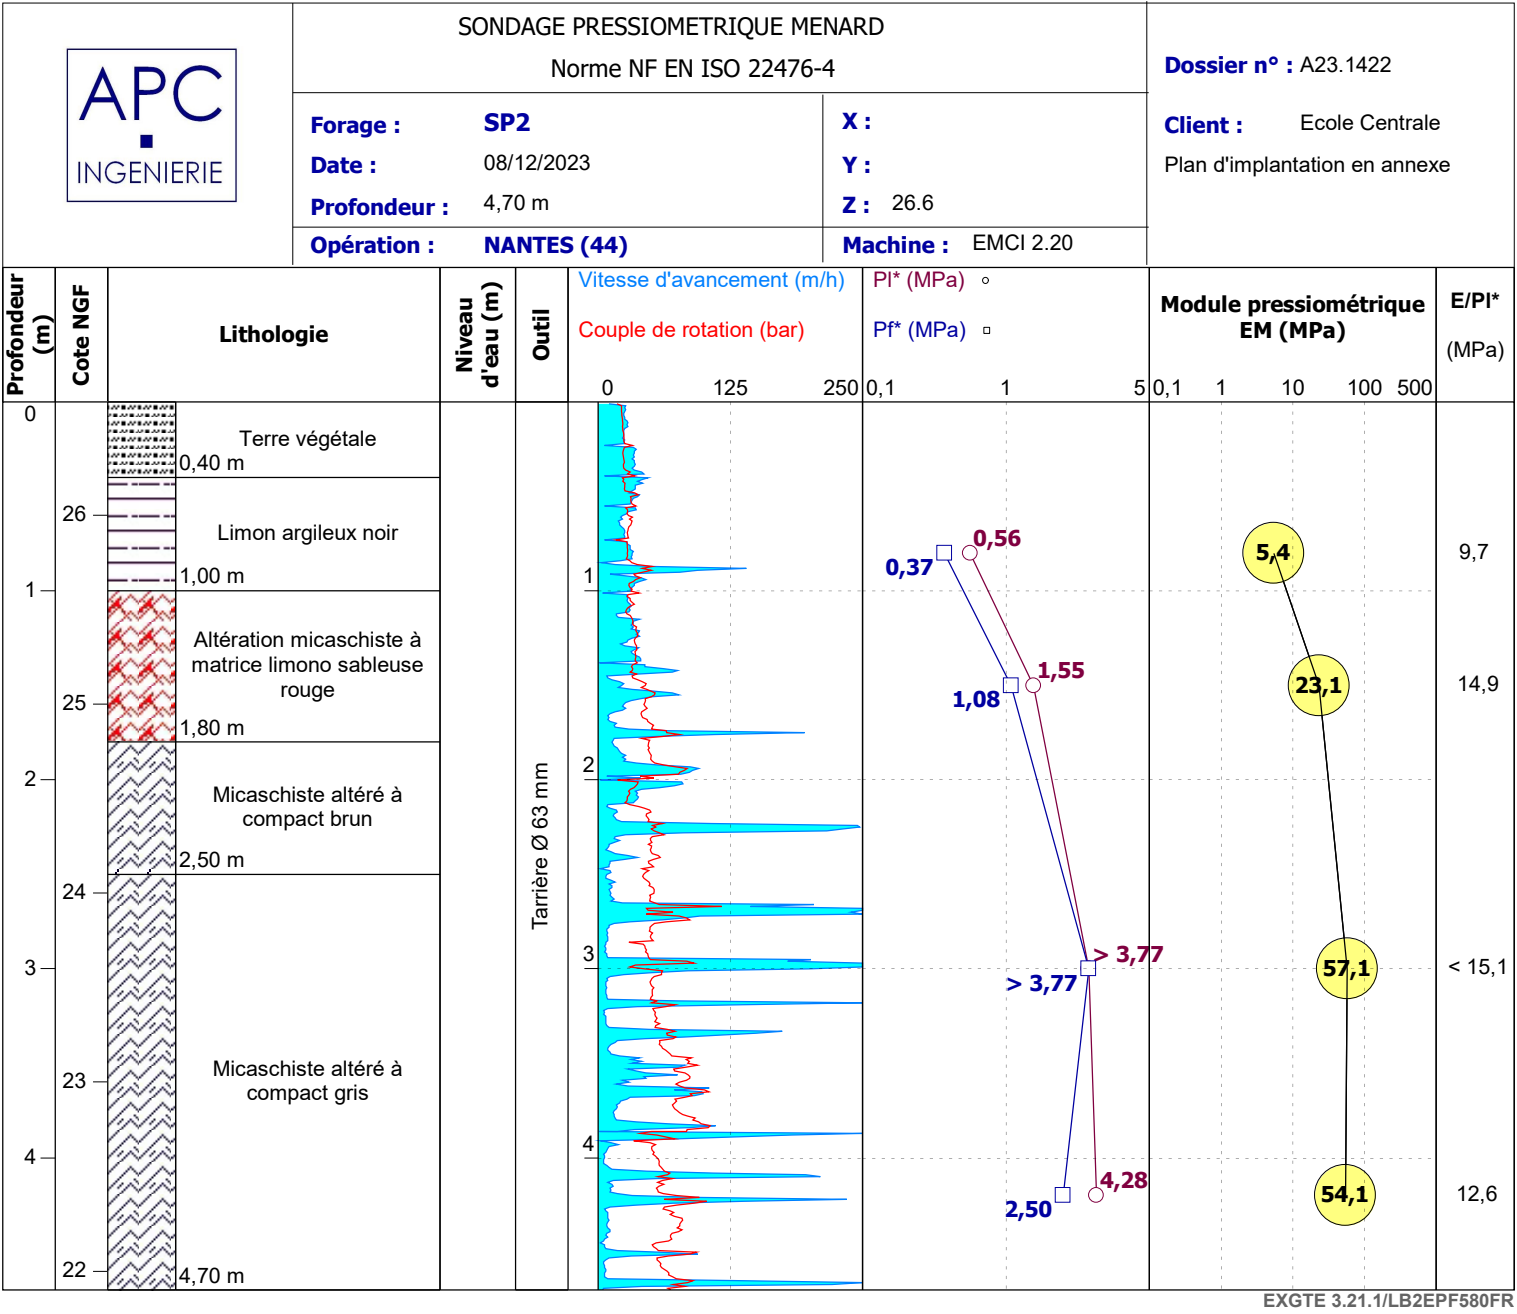 APC
INGENIERIE
SONDAGE PRESSIOMETRIQUE MENARD
Norme NF EN ISO 22476-4
Forage : SP2
Date : 08/12/2023
Profondeur : 4,70 m
Opération : NANTES (44)
X :
Y :
Z : 26.6
Machine : EMCI 2.20
Dossier n° : A23.1422
Client : Ecole Centrale
Plan d'implantation en annexe
Profondeur
(m)
Cote NGF
Lithologie
Niveau
d'eau (m)
Outil
Vitesse d'avancement (m/h)
Couple de rotation (bar)
0 125 250
Pl* (MPa)
Pf* (MPa)
0,1 1 5
Module pressiométrique
EM (MPa)
0,1 1 10 100 500
E/Pl*
(MPa)
0
Terre végétale
0,40 m
26
Limon argileux noir
1,00 m
0,56
0,37
5,4
9,7
1
1
Altération micaschiste à
matrice limono sableuse
rouge
1,80 m
25
1,55
1,08
23,1
14,9
2
2
Micaschiste altéré à
compact brun
2,50 m
Tarrière Ø 63 mm
24
3
3
> 3,77
> 3,77
57,1
< 15,1
Micaschiste altéré à
compact gris
23
4
4
4,28
2,50
54,1
12,6
22
4,70 m
EXGTE 3.21.1/LB2EPF580FR